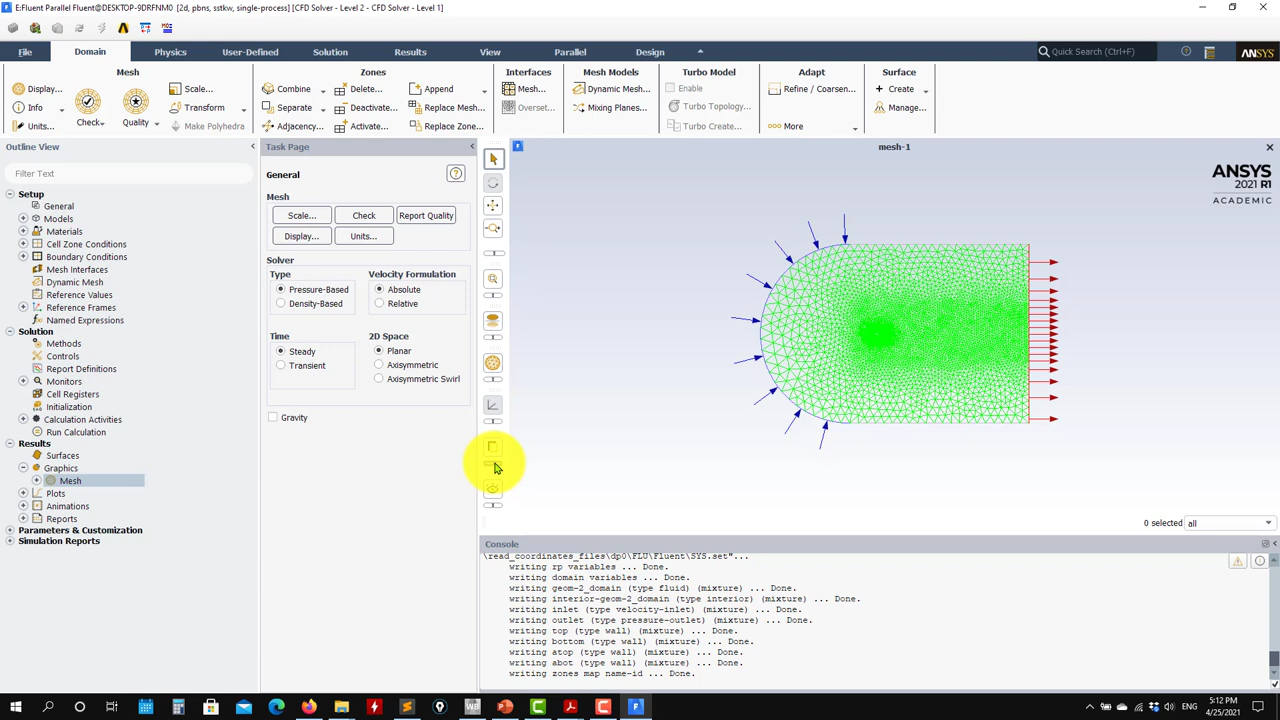 E:Fluent Parallel Fluent@DESKTOP-9DRFNM0 [2d, pbns, sstkw, single-process] [CFD Solver - Level 2 - CFD Solver - Level 1]
File Domain Physics User-Defined Solution Results View Parallel Design Quick Search (Ctrl+F) ANSYS
Mesh Zones Interfaces Mesh Models Turbo Model Adapt Surface
Display... Scale... Combine Delete... Append Mesh... Dynamic Mesh... Enable Refine / Coarsen... Create
Info Transform Separate Deactivate... Replace Mesh... Overset... Mixing Planes... Turbo Topology... Manage...
Units... Check Quality Make Polyhedra Adjacency... Activate... Replace Zone... Turbo Create... More
Outline View
Filter Text
Setup
General
Models
Materials
Cell Zone Conditions
Boundary Conditions
Mesh Interfaces
Dynamic Mesh
Reference Values
Reference Frames
Named Expressions
Solution
Methods
Controls
Report Definitions
Monitors
Cell Registers
Initialization
Calculation Activities
Run Calculation
Results
Surfaces
Graphics
Mesh
Plots
Animations
Reports
Parameters & Customization
Simulation Reports
Task Page
General
Mesh
Scale... Check Report Quality
Display... Units...
Solver
Type Velocity Formulation
Pressure-Based Absolute
Density-Based Relative
Time 2D Space
Steady Planar
Transient Axisymmetric
Axisymmetric Swirl
Gravity
mesh-1
ANSYS
2021 R1
ACADEMIC
0 selected all
Console
\read_coordinates_files\dp0\FLU\Fluent\SYS.set"...
writing rp variables ... Done.
writing domain variables ... Done.
writing geom-2_domain (type fluid) (mixture) ... Done.
writing interior-geom-2_domain (type interior) (mixture) ... Done.
writing inlet (type velocity-inlet) (mixture) ... Done.
writing outlet (type pressure-outlet) (mixture) ... Done.
writing top (type wall) (mixture) ... Done.
writing bottom (type wall) (mixture) ... Done.
writing atop (type wall) (mixture) ... Done.
writing abot (type wall) (mixture) ... Done.
writing zones map name-id ... Done.
ENG 5:12 PM
4/25/2021